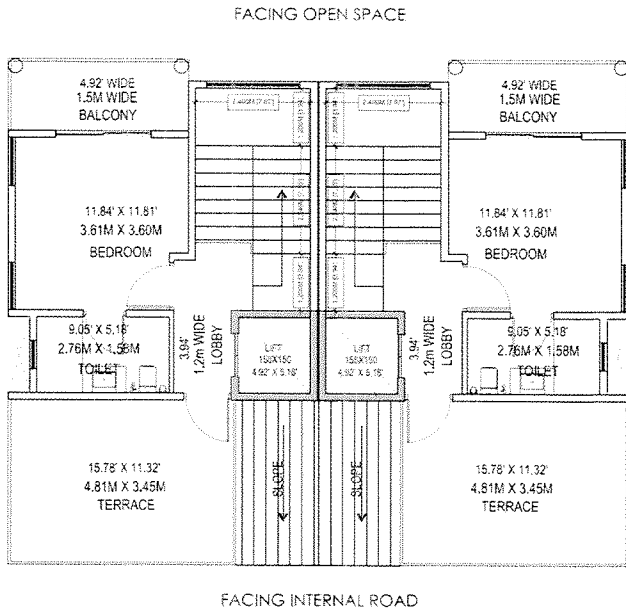 FACING OPEN SPACE
4.92' WIDE
1.5M WIDE
BALCONY
4.92' WIDE
1.5M WIDE
BALCONY
11.84' X 11.81'
3.61M X 3.60M
BEDROOM
11.84' X 11.81'
3.61M X 3.60M
BEDROOM
9.05' X 5.18'
2.76M X 1.58M
TOILET
3.94'
1.2m WIDE
LOBBY
LIFT
150X150
4.92' X 5.18'
LIFT
150X150
4.92' X 5.18'
3.94'
1.2m WIDE
LOBBY
9.05' X 5.18'
2.76M X 1.58M
TOILET
15.78' X 11.32'
4.81M X 3.45M
TERRACE
SLOPE
SLOPE
15.78' X 11.32'
4.81M X 3.45M
TERRACE
FACING INTERNAL ROAD